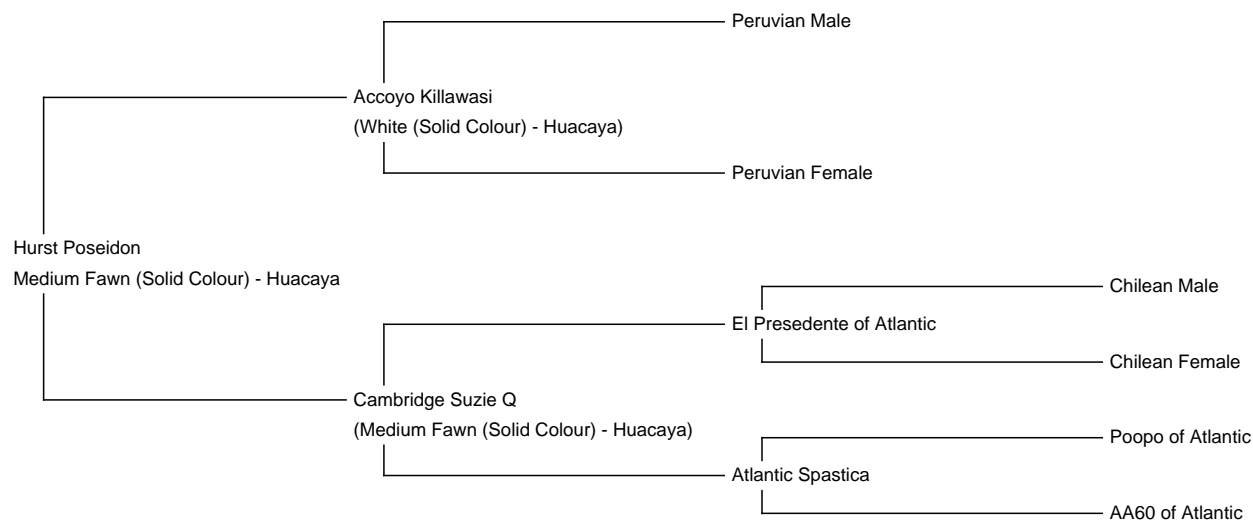 Peruvian Male
Accoyo Killawasi
(White (Solid Colour) - Huacaya)
Peruvian Female
Hurst Poseidon
Medium Fawn (Solid Colour) - Huacaya
Chilean Male
El Presedente of Atlantic
Chilean Female
Cambridge Suzie Q
(Medium Fawn (Solid Colour) - Huacaya)
Poopo of Atlantic
Atlantic Spastica
AA60 of Atlantic